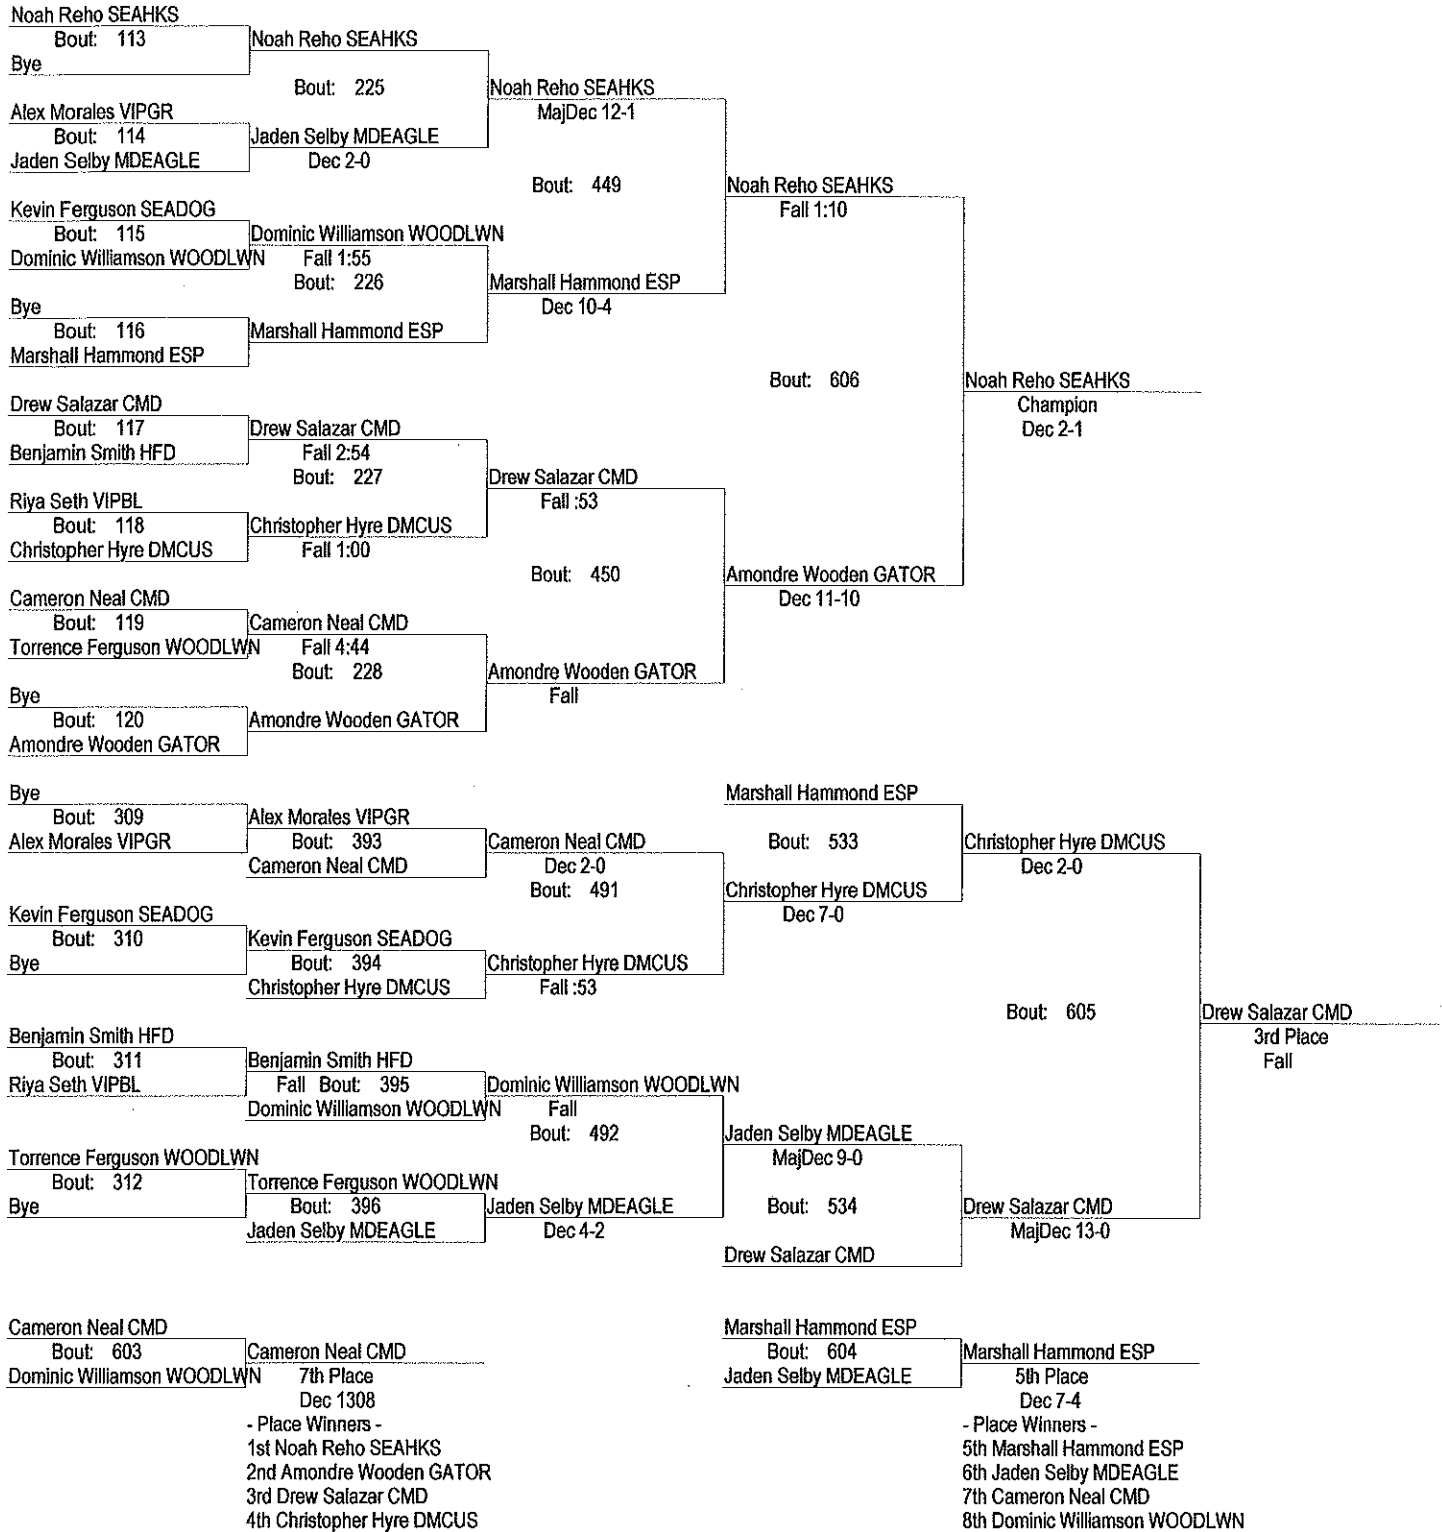 Noah Reho SEAHKS
Bout: 113
Bye
Noah Reho SEAHKS
Bout: 225
Alex Morales VIPGR
Bout: 114
Jaden Selby MDEAGLE
Jaden Selby MDEAGLE
Dec 2-0
Noah Reho SEAHKS
MajDec 12-1
Bout: 449
Kevin Ferguson SEADOG
Bout: 115
Dominic Williamson WOODLWN
Dominic Williamson WOODLWN
Fall 1:55
Bout: 226
Bye
Bout: 116
Marshall Hammond ESP
Marshall Hammond ESP
Marshall Hammond ESP
Dec 10-4
Noah Reho SEAHKS
Fall 1:10
Bout: 606
Noah Reho SEAHKS
Champion
Dec 2-1
Drew Salazar CMD
Bout: 117
Benjamin Smith HFD
Drew Salazar CMD
Fall 2:54
Bout: 227
Riya Seth VIPBL
Bout: 118
Christopher Hyre DMCUS
Christopher Hyre DMCUS
Fall 1:00
Drew Salazar CMD
Fall :53
Bout: 450
Cameron Neal CMD
Bout: 119
Torrence Ferguson WOODLWN
Cameron Neal CMD
Fall 4:44
Bout: 228
Bye
Bout: 120
Amondre Wooden GATOR
Amondre Wooden GATOR
Amondre Wooden GATOR
Fall
Amondre Wooden GATOR
Dec 11-10
Bye
Bout: 309
Alex Morales VIPGR
Alex Morales VIPGR
Bout: 393
Cameron Neal CMD
Cameron Neal CMD
Dec 2-0
Bout: 491
Kevin Ferguson SEADOG
Bout: 310
Bye
Kevin Ferguson SEADOG
Bout: 394
Christopher Hyre DMCUS
Christopher Hyre DMCUS
Fall :53
Marshall Hammond ESP
Bout: 533
Christopher Hyre DMCUS
Dec 7-0
Christopher Hyre DMCUS
Dec 2-0
Bout: 605
Drew Salazar CMD
3rd Place
Fall
Benjamin Smith HFD
Bout: 311
Riya Seth VIPBL
Benjamin Smith HFD
Fall Bout: 395
Dominic Williamson WOODLWN
Dominic Williamson WOODLWN
Fall
Bout: 492
Torrence Ferguson WOODLWN
Bout: 312
Bye
Torrence Ferguson WOODLWN
Bout: 396
Jaden Selby MDEAGLE
Jaden Selby MDEAGLE
Dec 4-2
Jaden Selby MDEAGLE
MajDec 9-0
Bout: 534
Drew Salazar CMD
Drew Salazar CMD
MajDec 13-0
Cameron Neal CMD
Bout: 603
Dominic Williamson WOODLWN
Cameron Neal CMD
7th Place
Dec 1308
- Place Winners -
1st Noah Reho SEAHKS
2nd Amondre Wooden GATOR
3rd Drew Salazar CMD
4th Christopher Hyre DMCUS
Marshall Hammond ESP
Bout: 604
Jaden Selby MDEAGLE
Marshall Hammond ESP
5th Place
Dec 7-4
- Place Winners -
5th Marshall Hammond ESP
6th Jaden Selby MDEAGLE
7th Cameron Neal CMD
8th Dominic Williamson WOODLWN